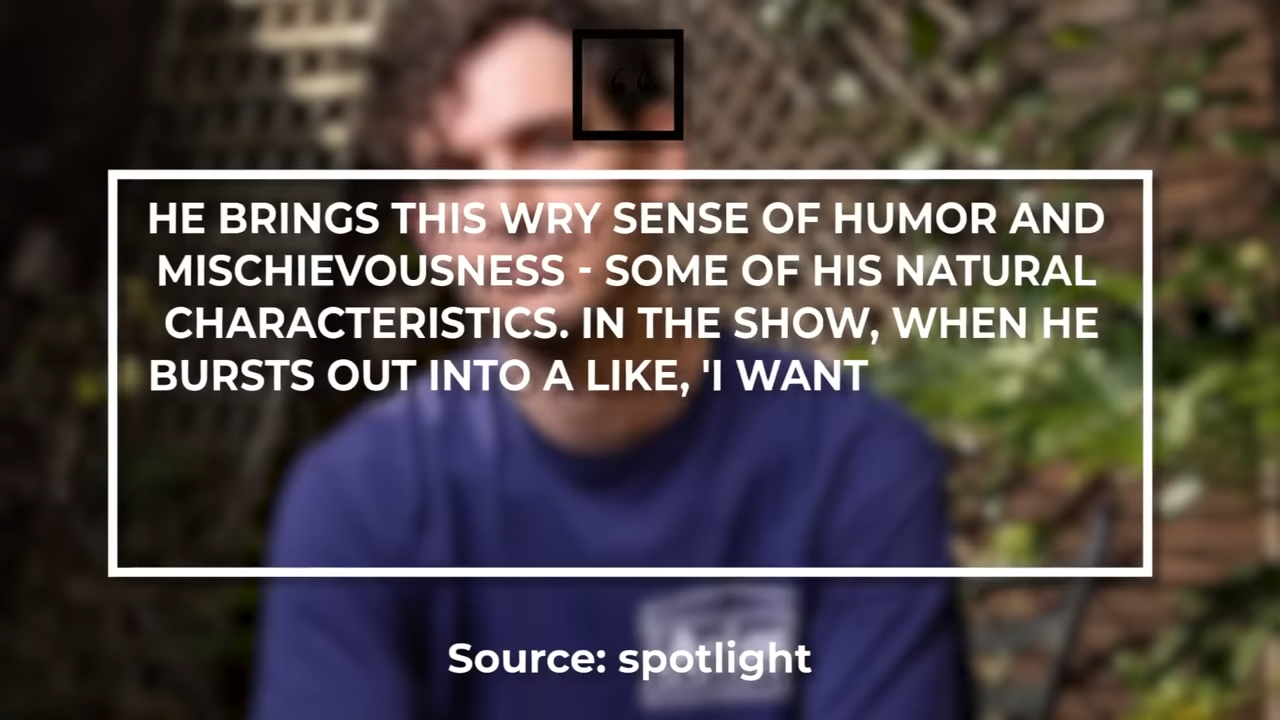 “
HE BRINGS THIS WRY SENSE OF HUMOR AND
MISCHIEVOUSNESS - SOME OF HIS NATURAL
CHARACTERISTICS. IN THE SHOW, WHEN HE
BURSTS OUT INTO A LIKE, 'I WANT
Source: spotlight